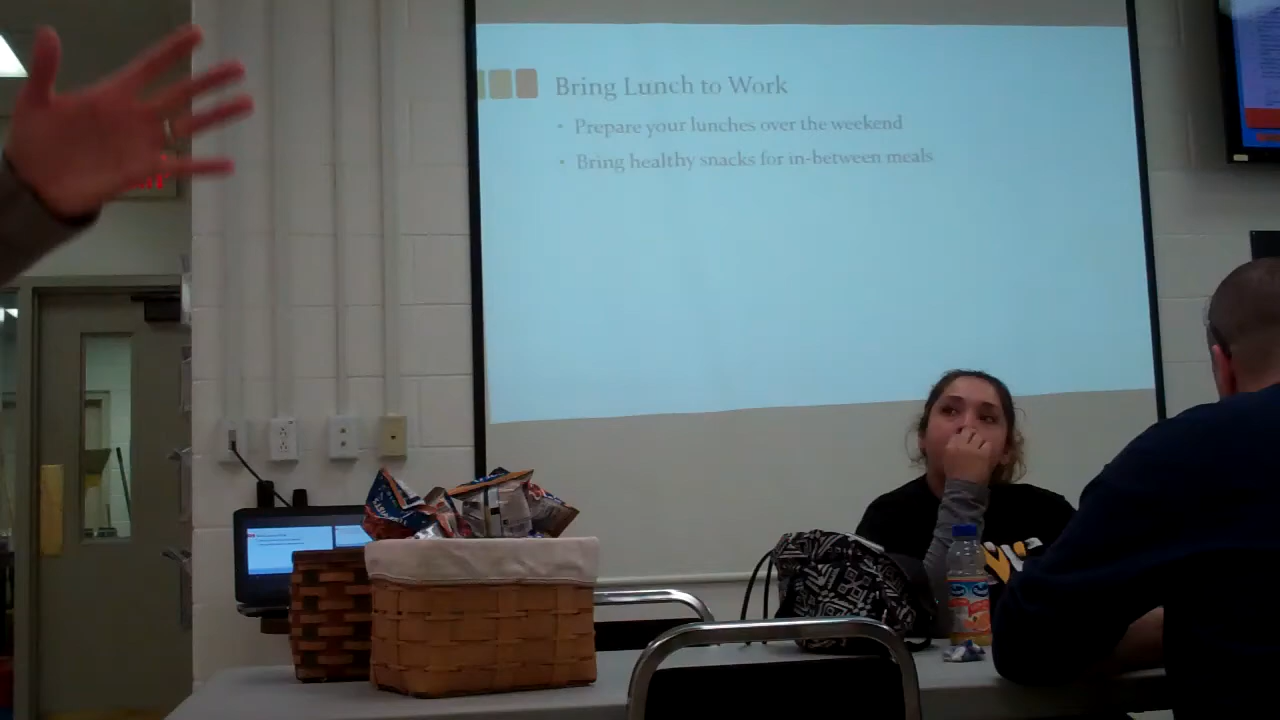 Bring Lunch to Work
• Prepare your lunches over the weekend
• Bring healthy snacks for in-between meals